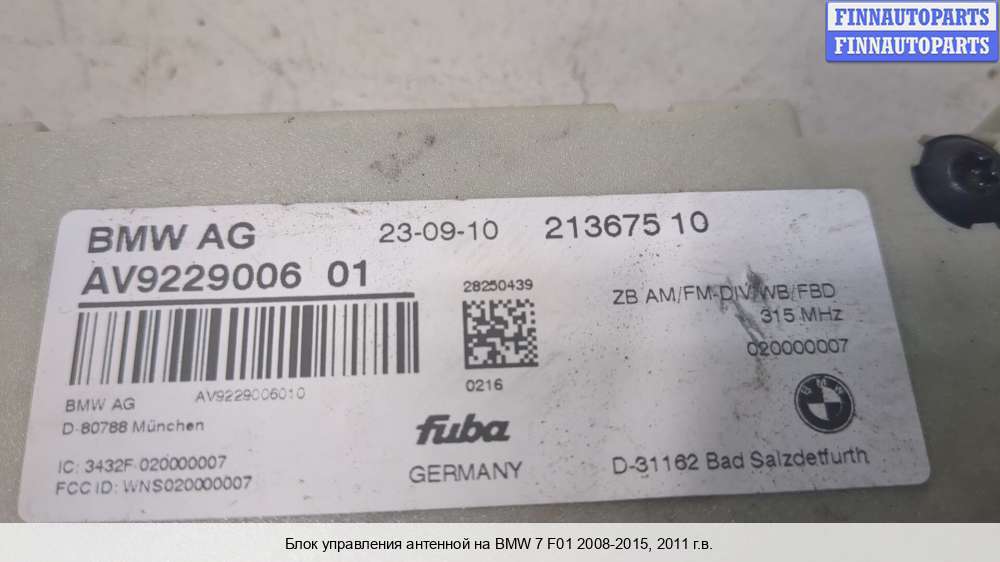 FINNAUTOPARTS
FINNAUTOPARTS
BMW AG 23-09-10 213675 10
AV9229006 01
28250439
ZB AM/FM-DIV/WB/FBD
315 MHz
020000007
0216
AV9229006010
BMW AG
D-80788 München
BMW
fuba
GERMANY
D-31162 Bad Salzdetfurth
IC: 3432F-020000007
FCC ID: WNS020000007
Блок управления антенной на BMW 7 F01 2008-2015, 2011 г.в.